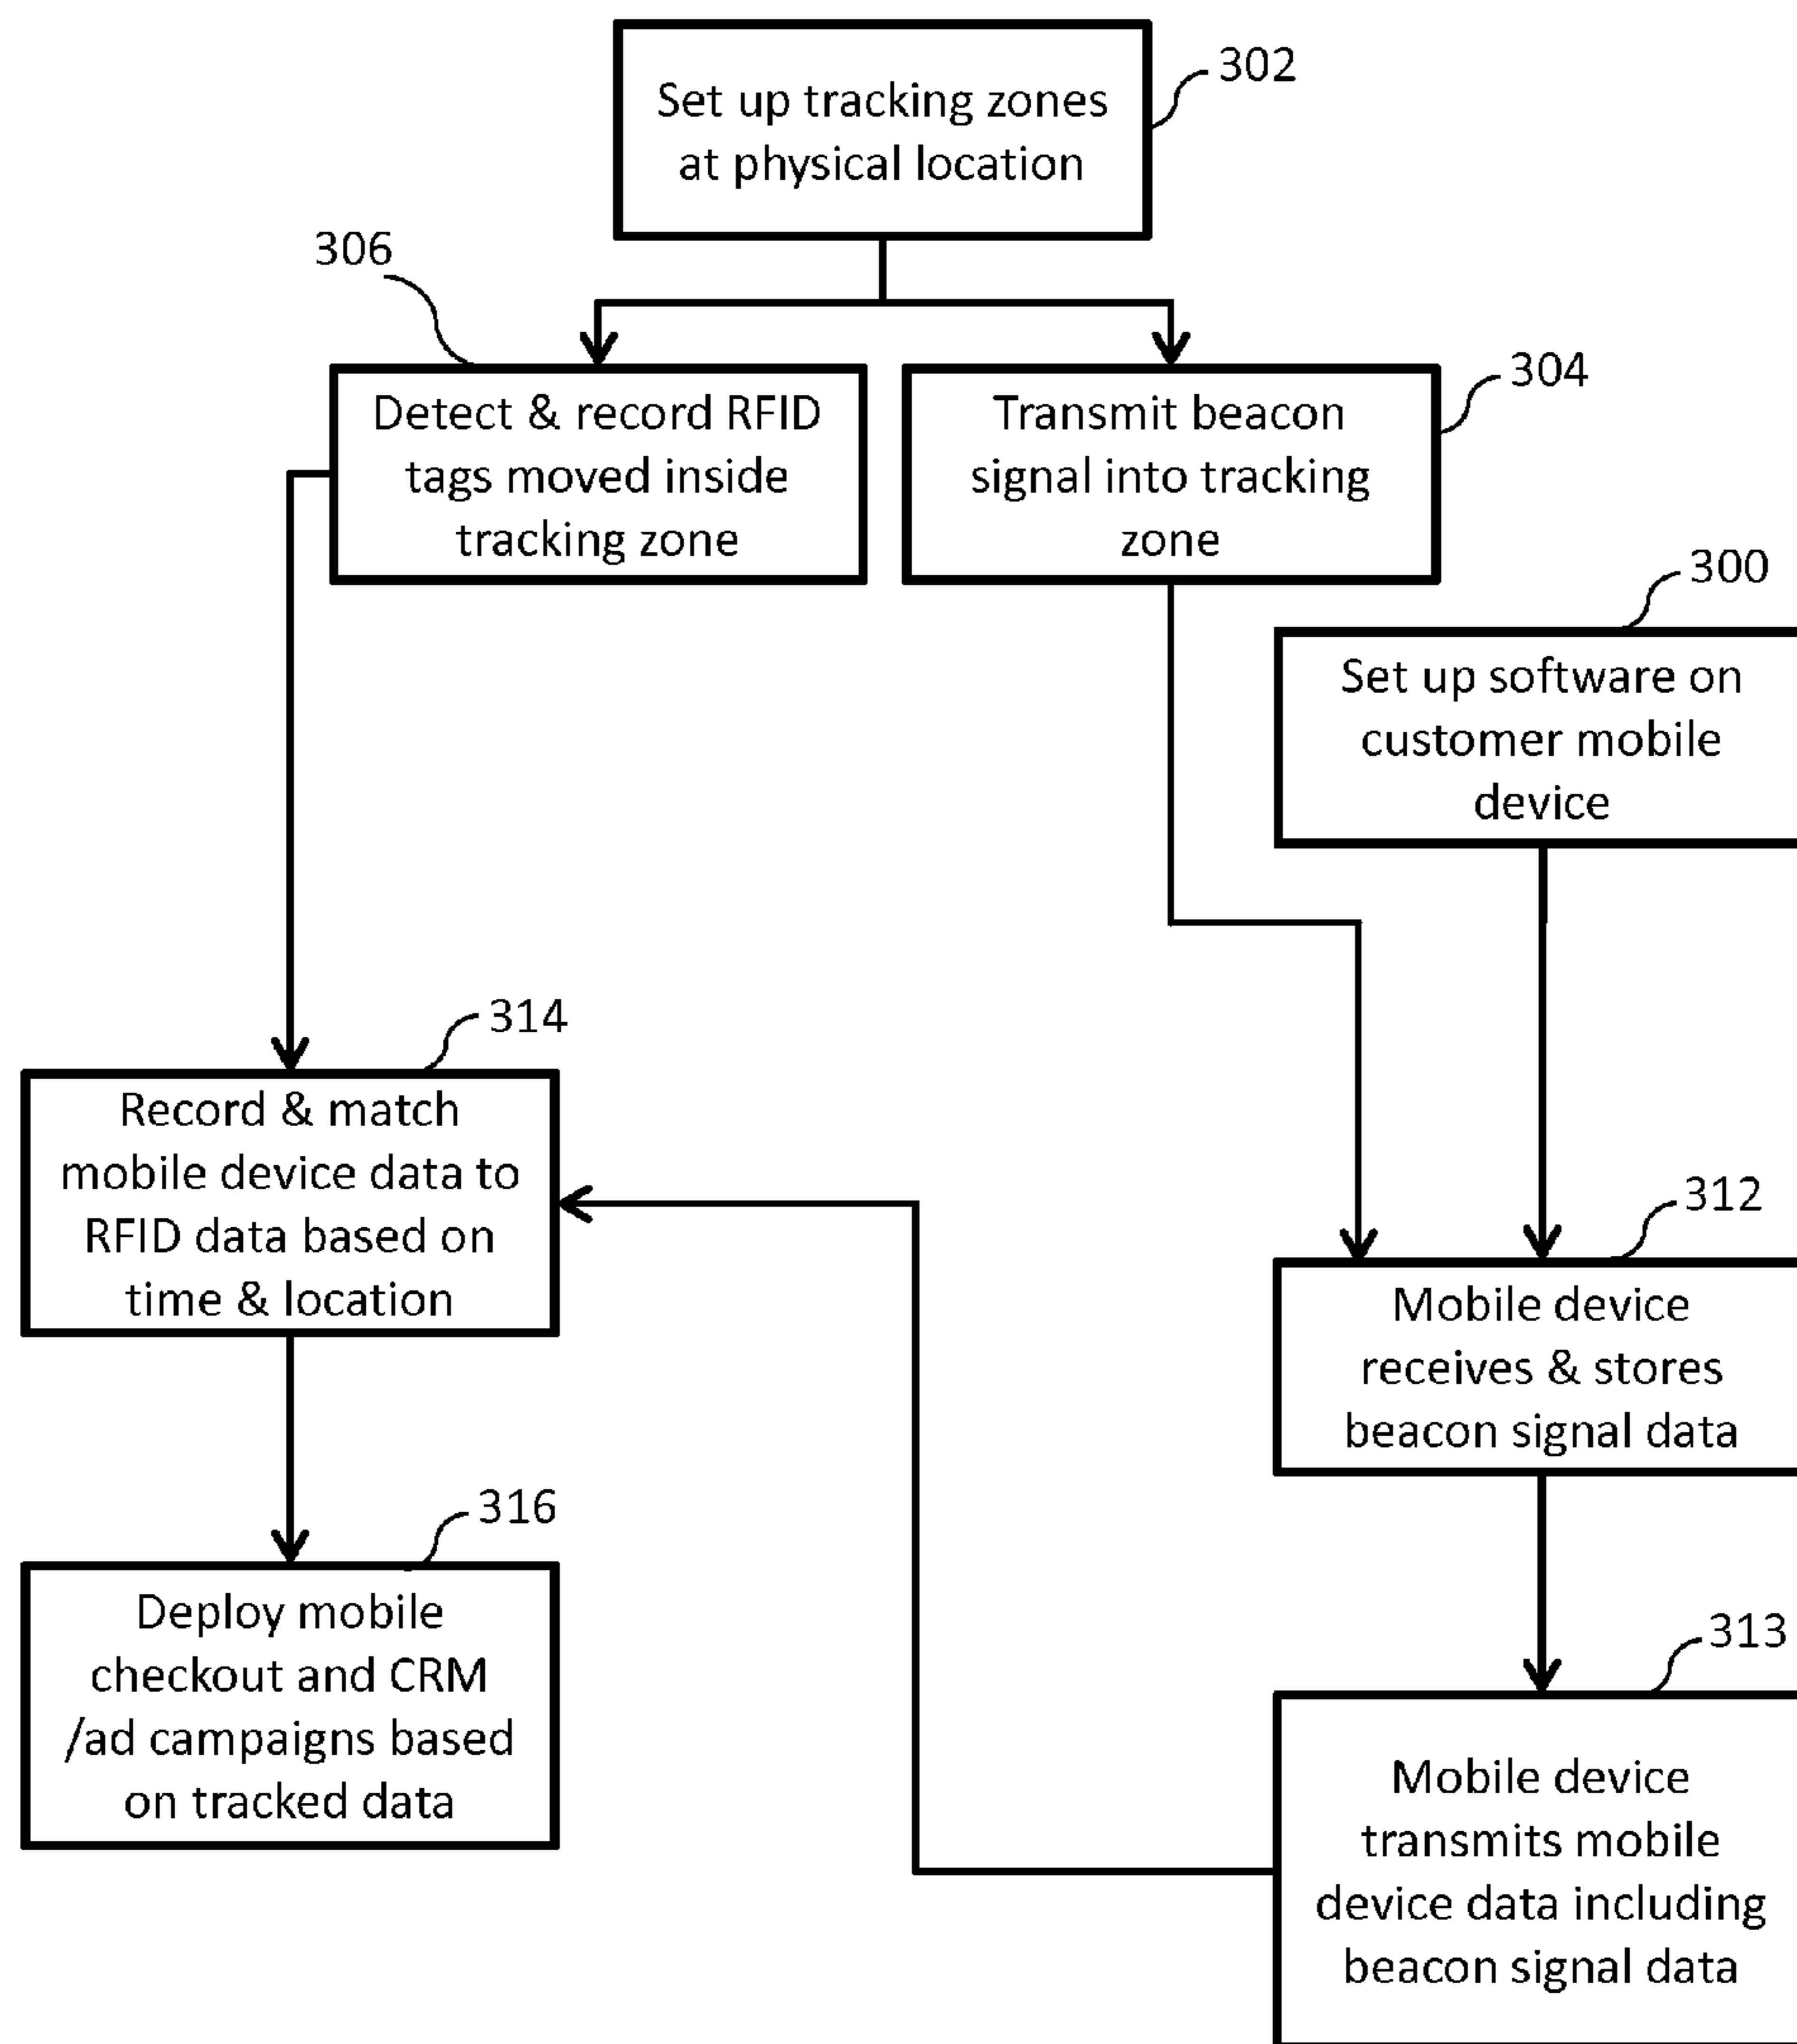 302
Set up tracking zones
at physical location
306
Detect & record RFID
tags moved inside
tracking zone
304
Transmit beacon
signal into tracking
zone
300
Set up software on
customer mobile
device
314
Record & match
mobile device data to
RFID data based on
time & location
312
Mobile device
receives & stores
beacon signal data
316
Deploy mobile
checkout and CRM
/ad campaigns based
on tracked data
313
Mobile device
transmits mobile
device data including
beacon signal data